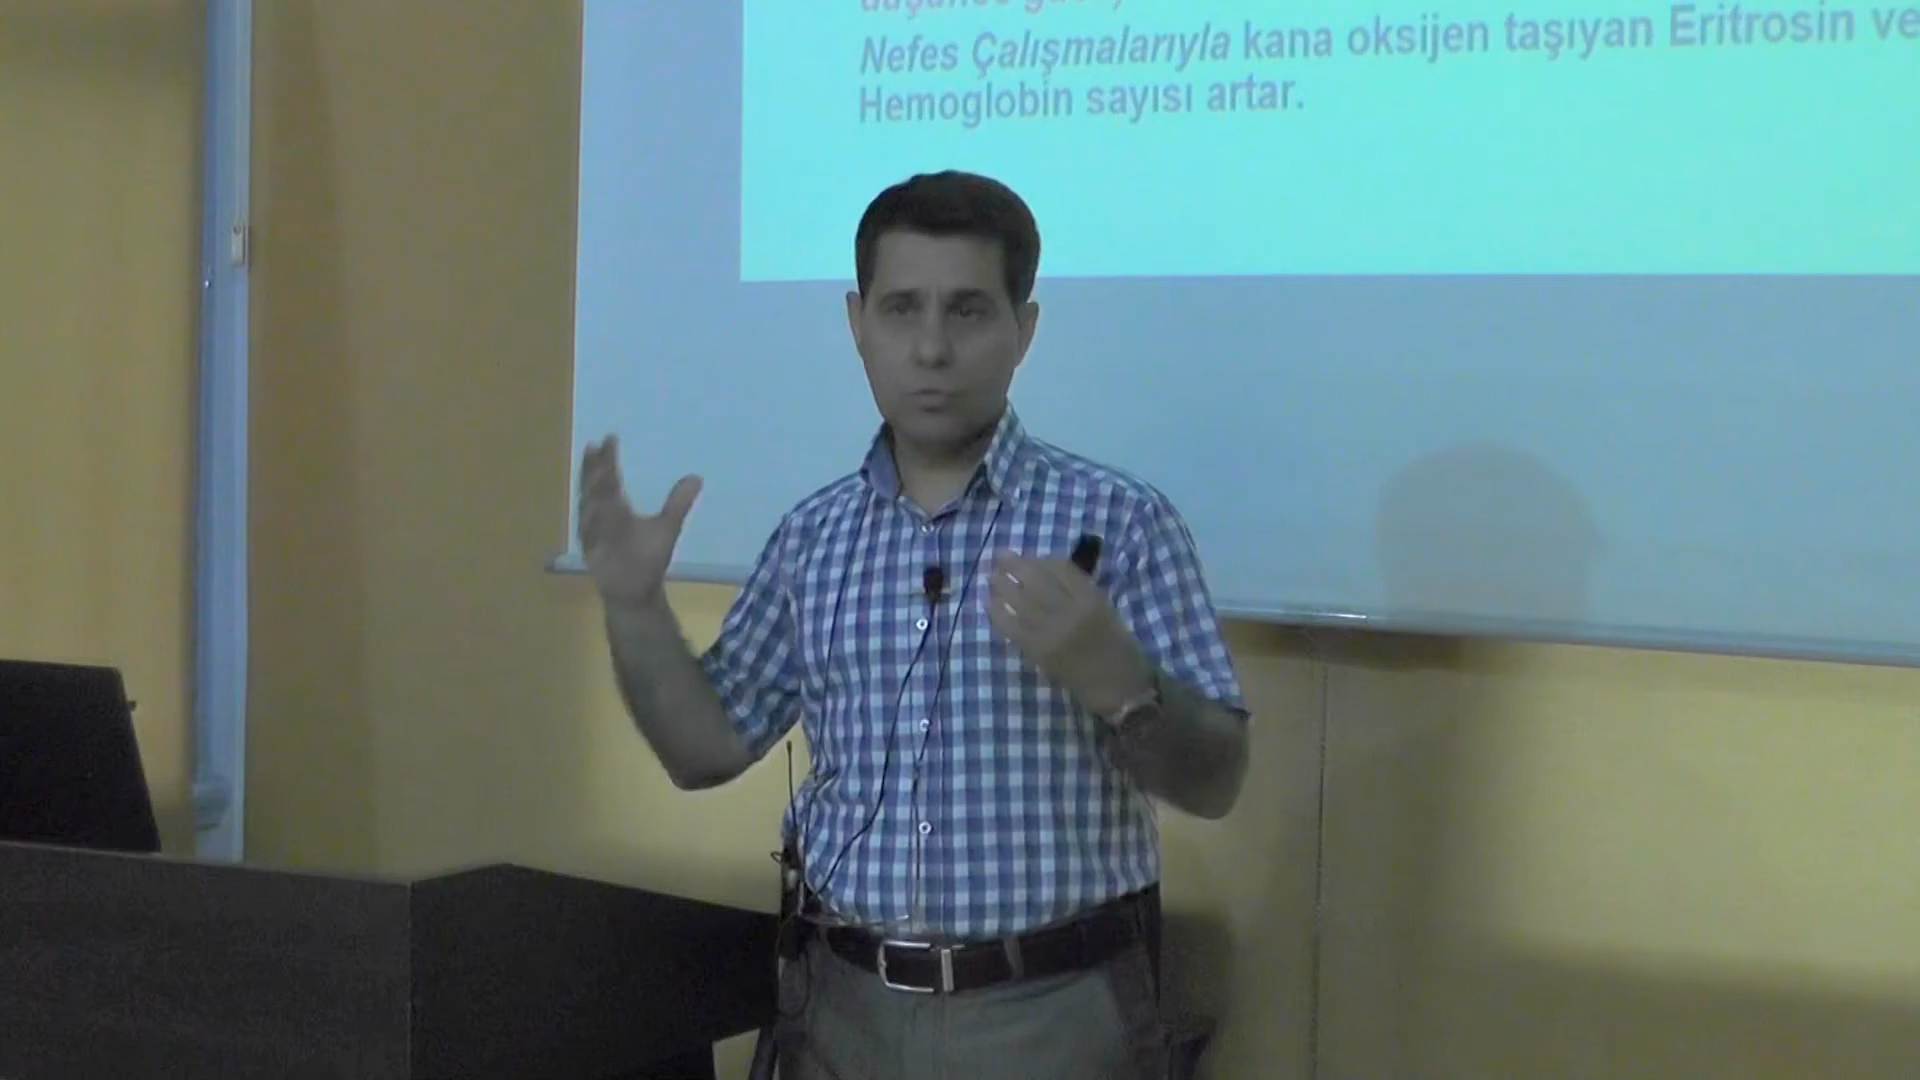 Nefes Çalışmalarıyla kana oksijen taşıyan Eritrosin ve
Hemoglobin sayısı artar.